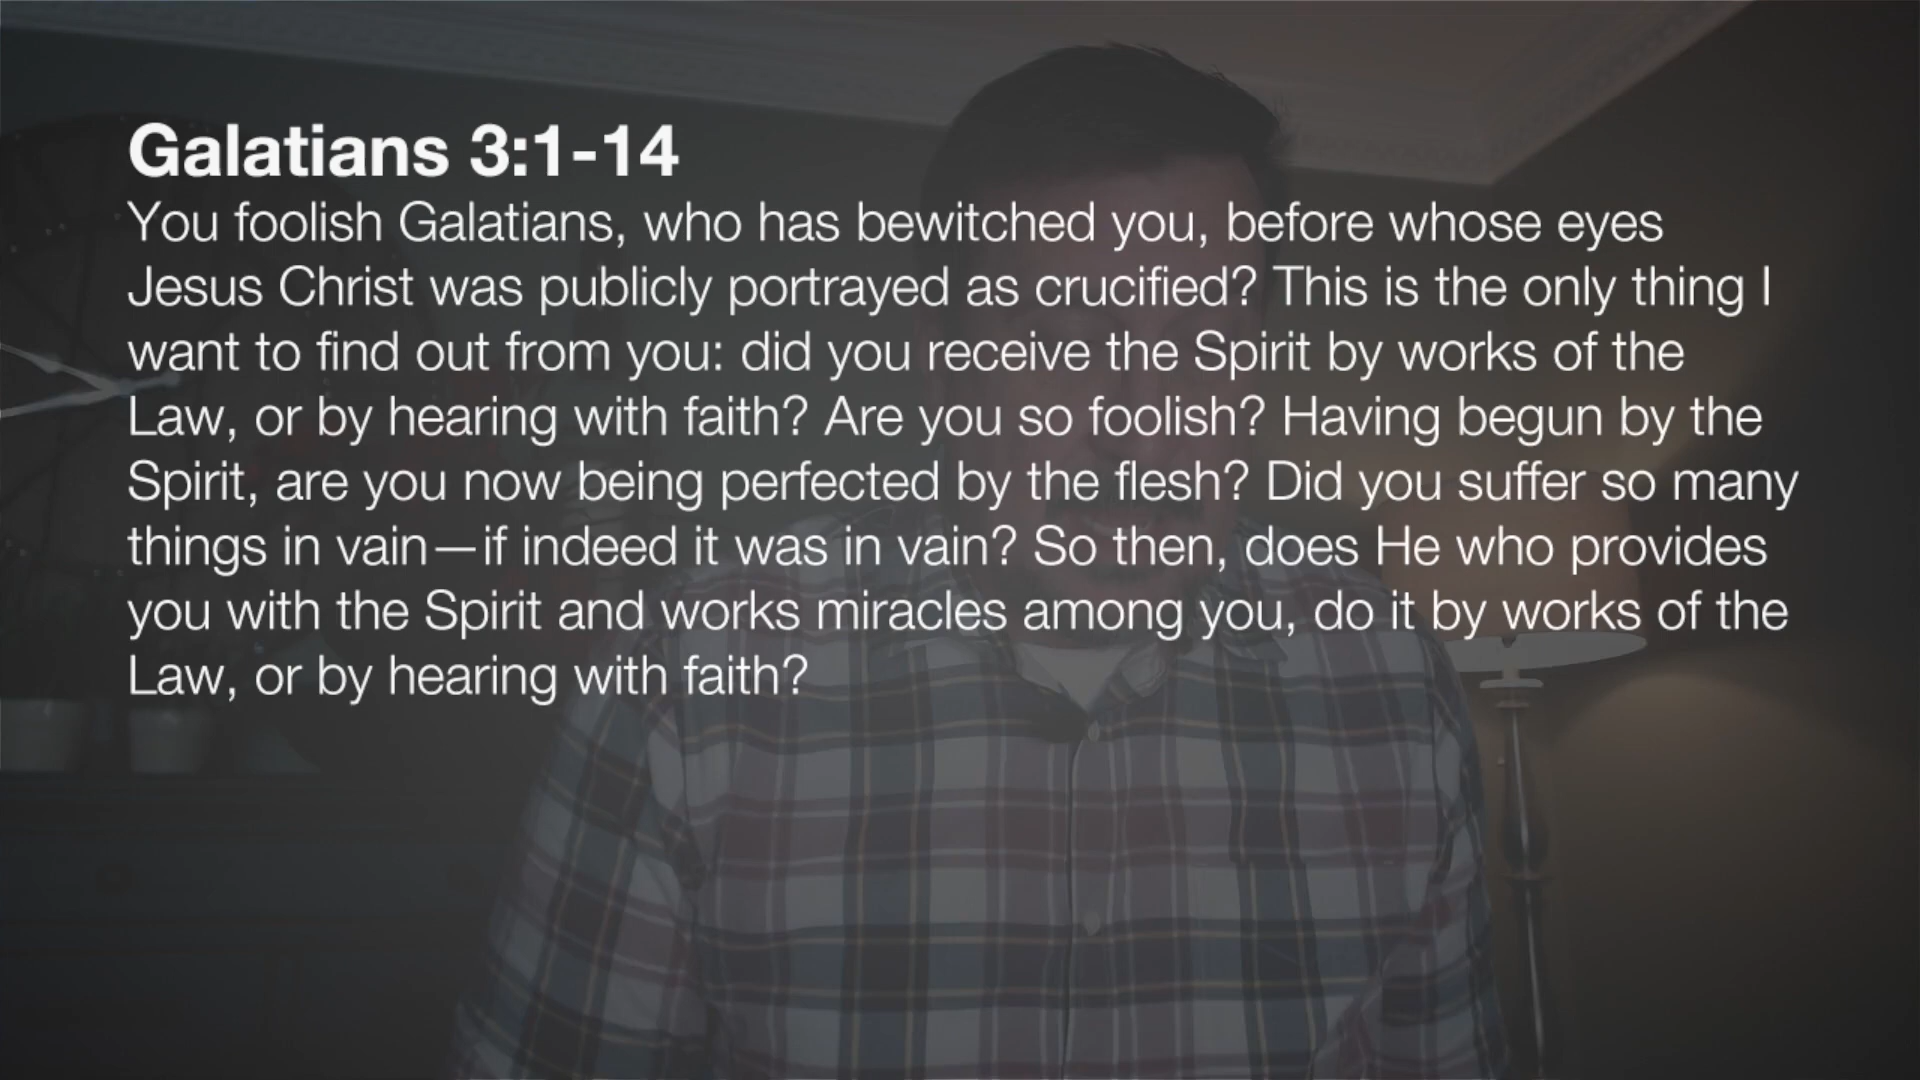 Galatians 3:1-14
You foolish Galatians, who has bewitched you, before whose eyes
Jesus Christ was publicly portrayed as crucified? This is the only thing I
want to find out from you: did you receive the Spirit by works of the
Law, or by hearing with faith? Are you so foolish? Having begun by the
Spirit, are you now being perfected by the flesh? Did you suffer so many
things in vain—if indeed it was in vain? So then, does He who provides
you with the Spirit and works miracles among you, do it by works of the
Law, or by hearing with faith?